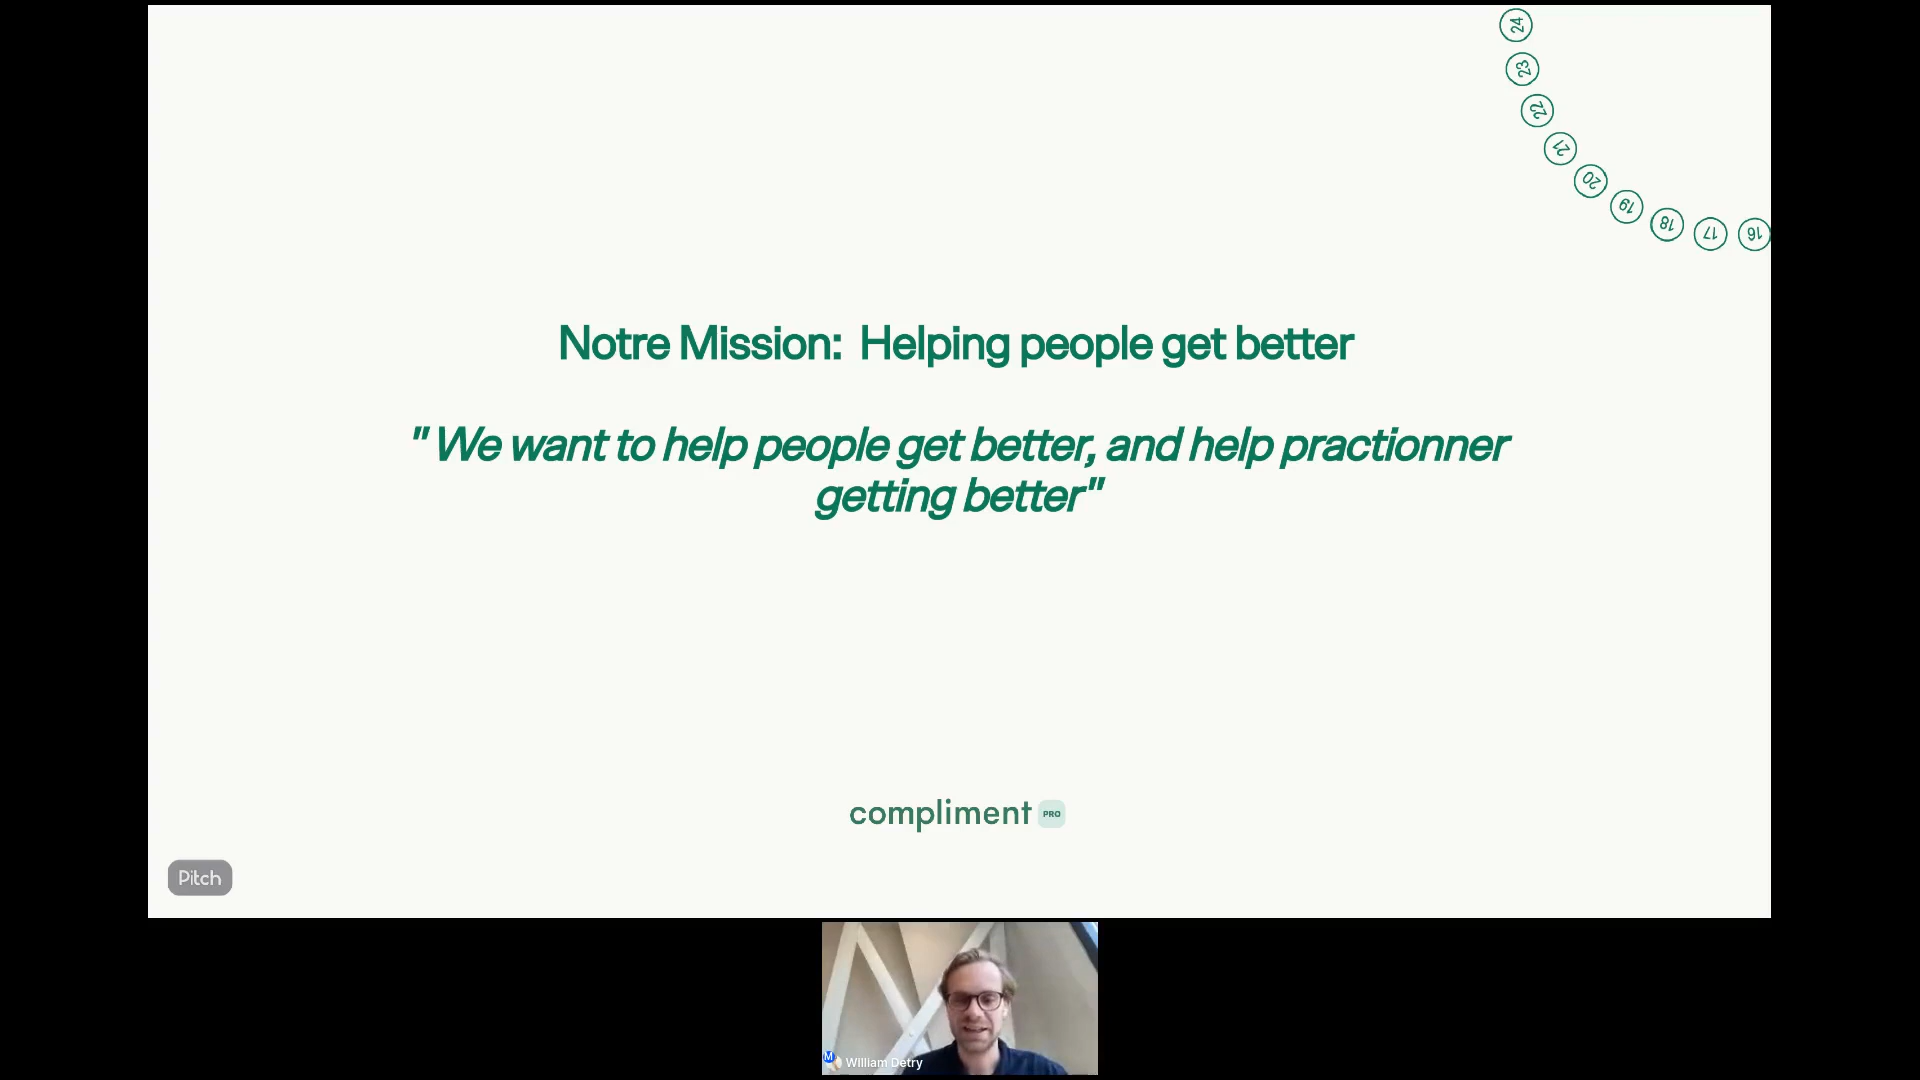 24
23
22
21
20
19
18
17
16
Notre Mission: Helping people get better
" We want to help people get better, and help practionner
getting better"
compliment PRO
Pitch
M William Detry